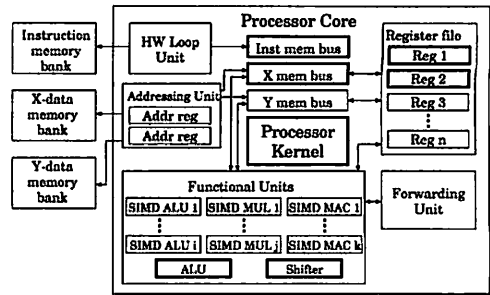 Processor Core
Instruction
memory
bank
HW Loop
Unit
Inst mem bus
X mem bus
Y mem bus
Register filo
Reg 1
Reg 2
Reg 3
Reg n
X-data
memory
bank
Addressing Unit
Addr reg
Addr reg
Processor
Kernel
Y-data
memory
bank
Functional Units
SIMD ALU 1
SIMD MUL 1
SIMD MAC 1
SIMD ALU i
SIMD MUL j
SIMD MAC k
ALU
Shifter
Forwarding
Unit